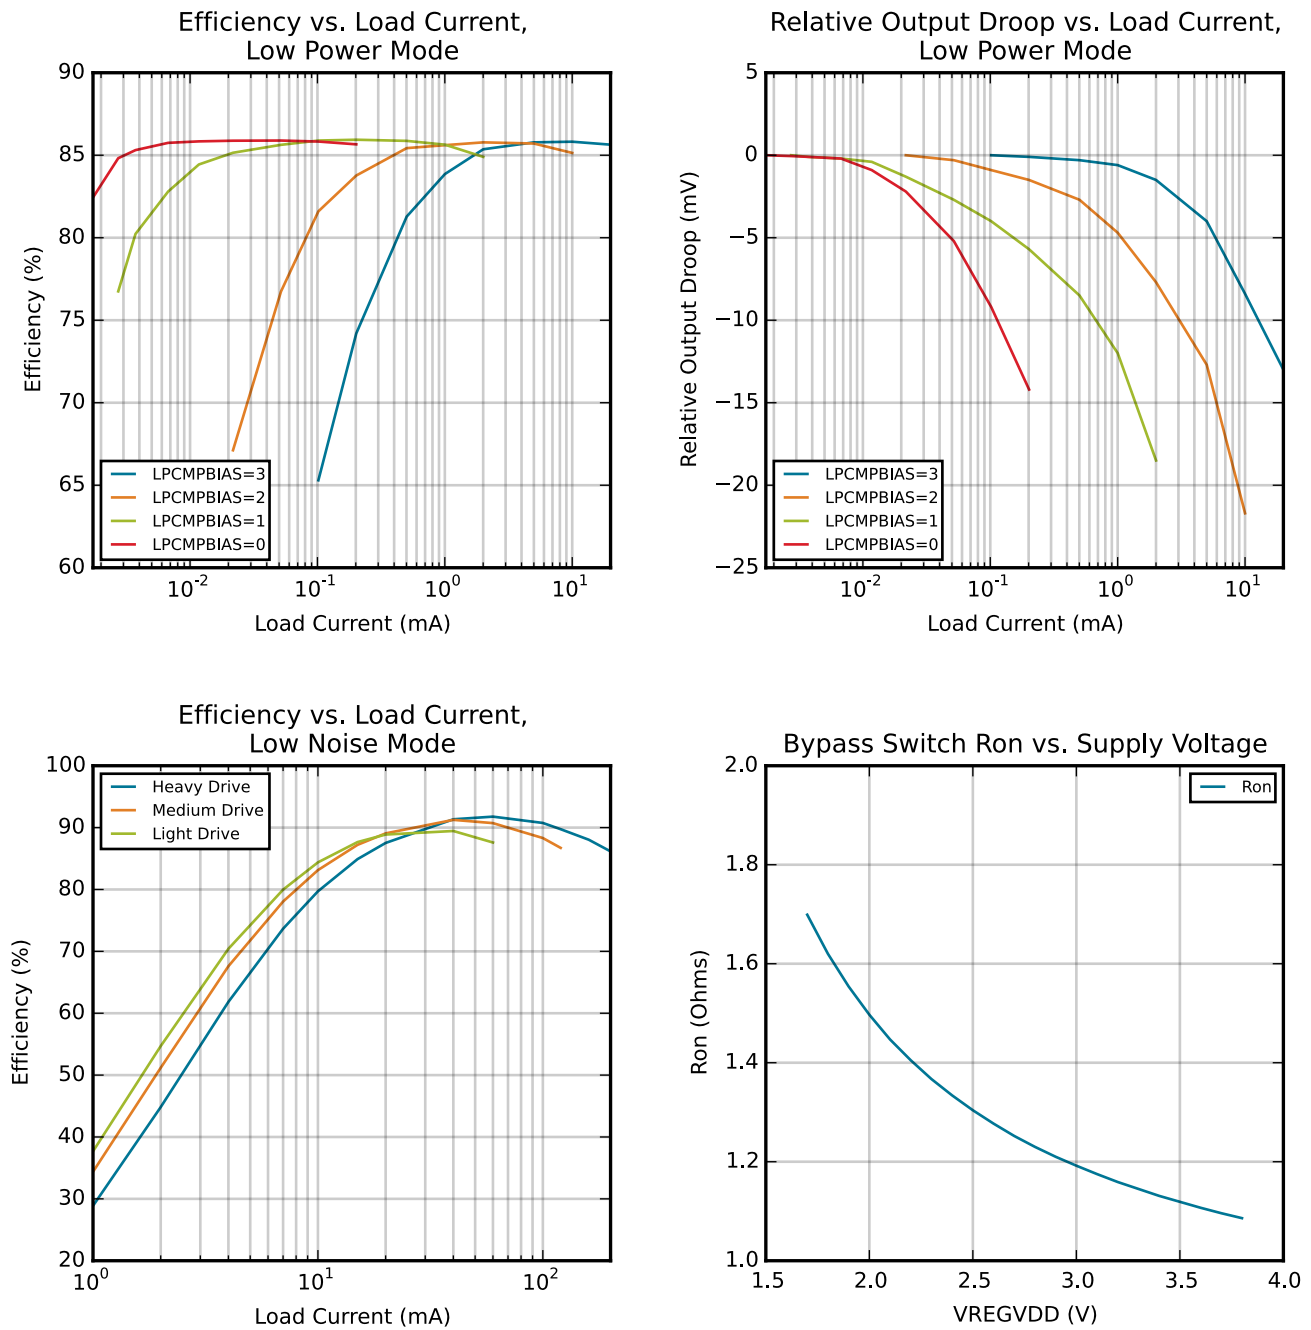 Efficiency vs. Load Current,
Low Power Mode
90
85
80
75
70
65
60
Efficiency (%)
LPCMPBIAS=3
LPCMPBIAS=2
LPCMPBIAS=1
LPCMPBIAS=0
10⁻² 10⁻¹ 10⁰ 10¹
Load Current (mA)
Relative Output Droop vs. Load Current,
Low Power Mode
5
0
−5
−10
−15
−20
−25
Relative Output Droop (mV)
LPCMPBIAS=3
LPCMPBIAS=2
LPCMPBIAS=1
LPCMPBIAS=0
10⁻² 10⁻¹ 10⁰ 10¹
Load Current (mA)
Efficiency vs. Load Current,
Low Noise Mode
100
90
80
70
60
50
40
30
20
Efficiency (%)
Heavy Drive
Medium Drive
Light Drive
10⁰ 10¹ 10²
Load Current (mA)
Bypass Switch Ron vs. Supply Voltage
2.0
1.8
1.6
1.4
1.2
1.0
Ron (Ohms)
Ron
1.5 2.0 2.5 3.0 3.5 4.0
VREGVDD (V)